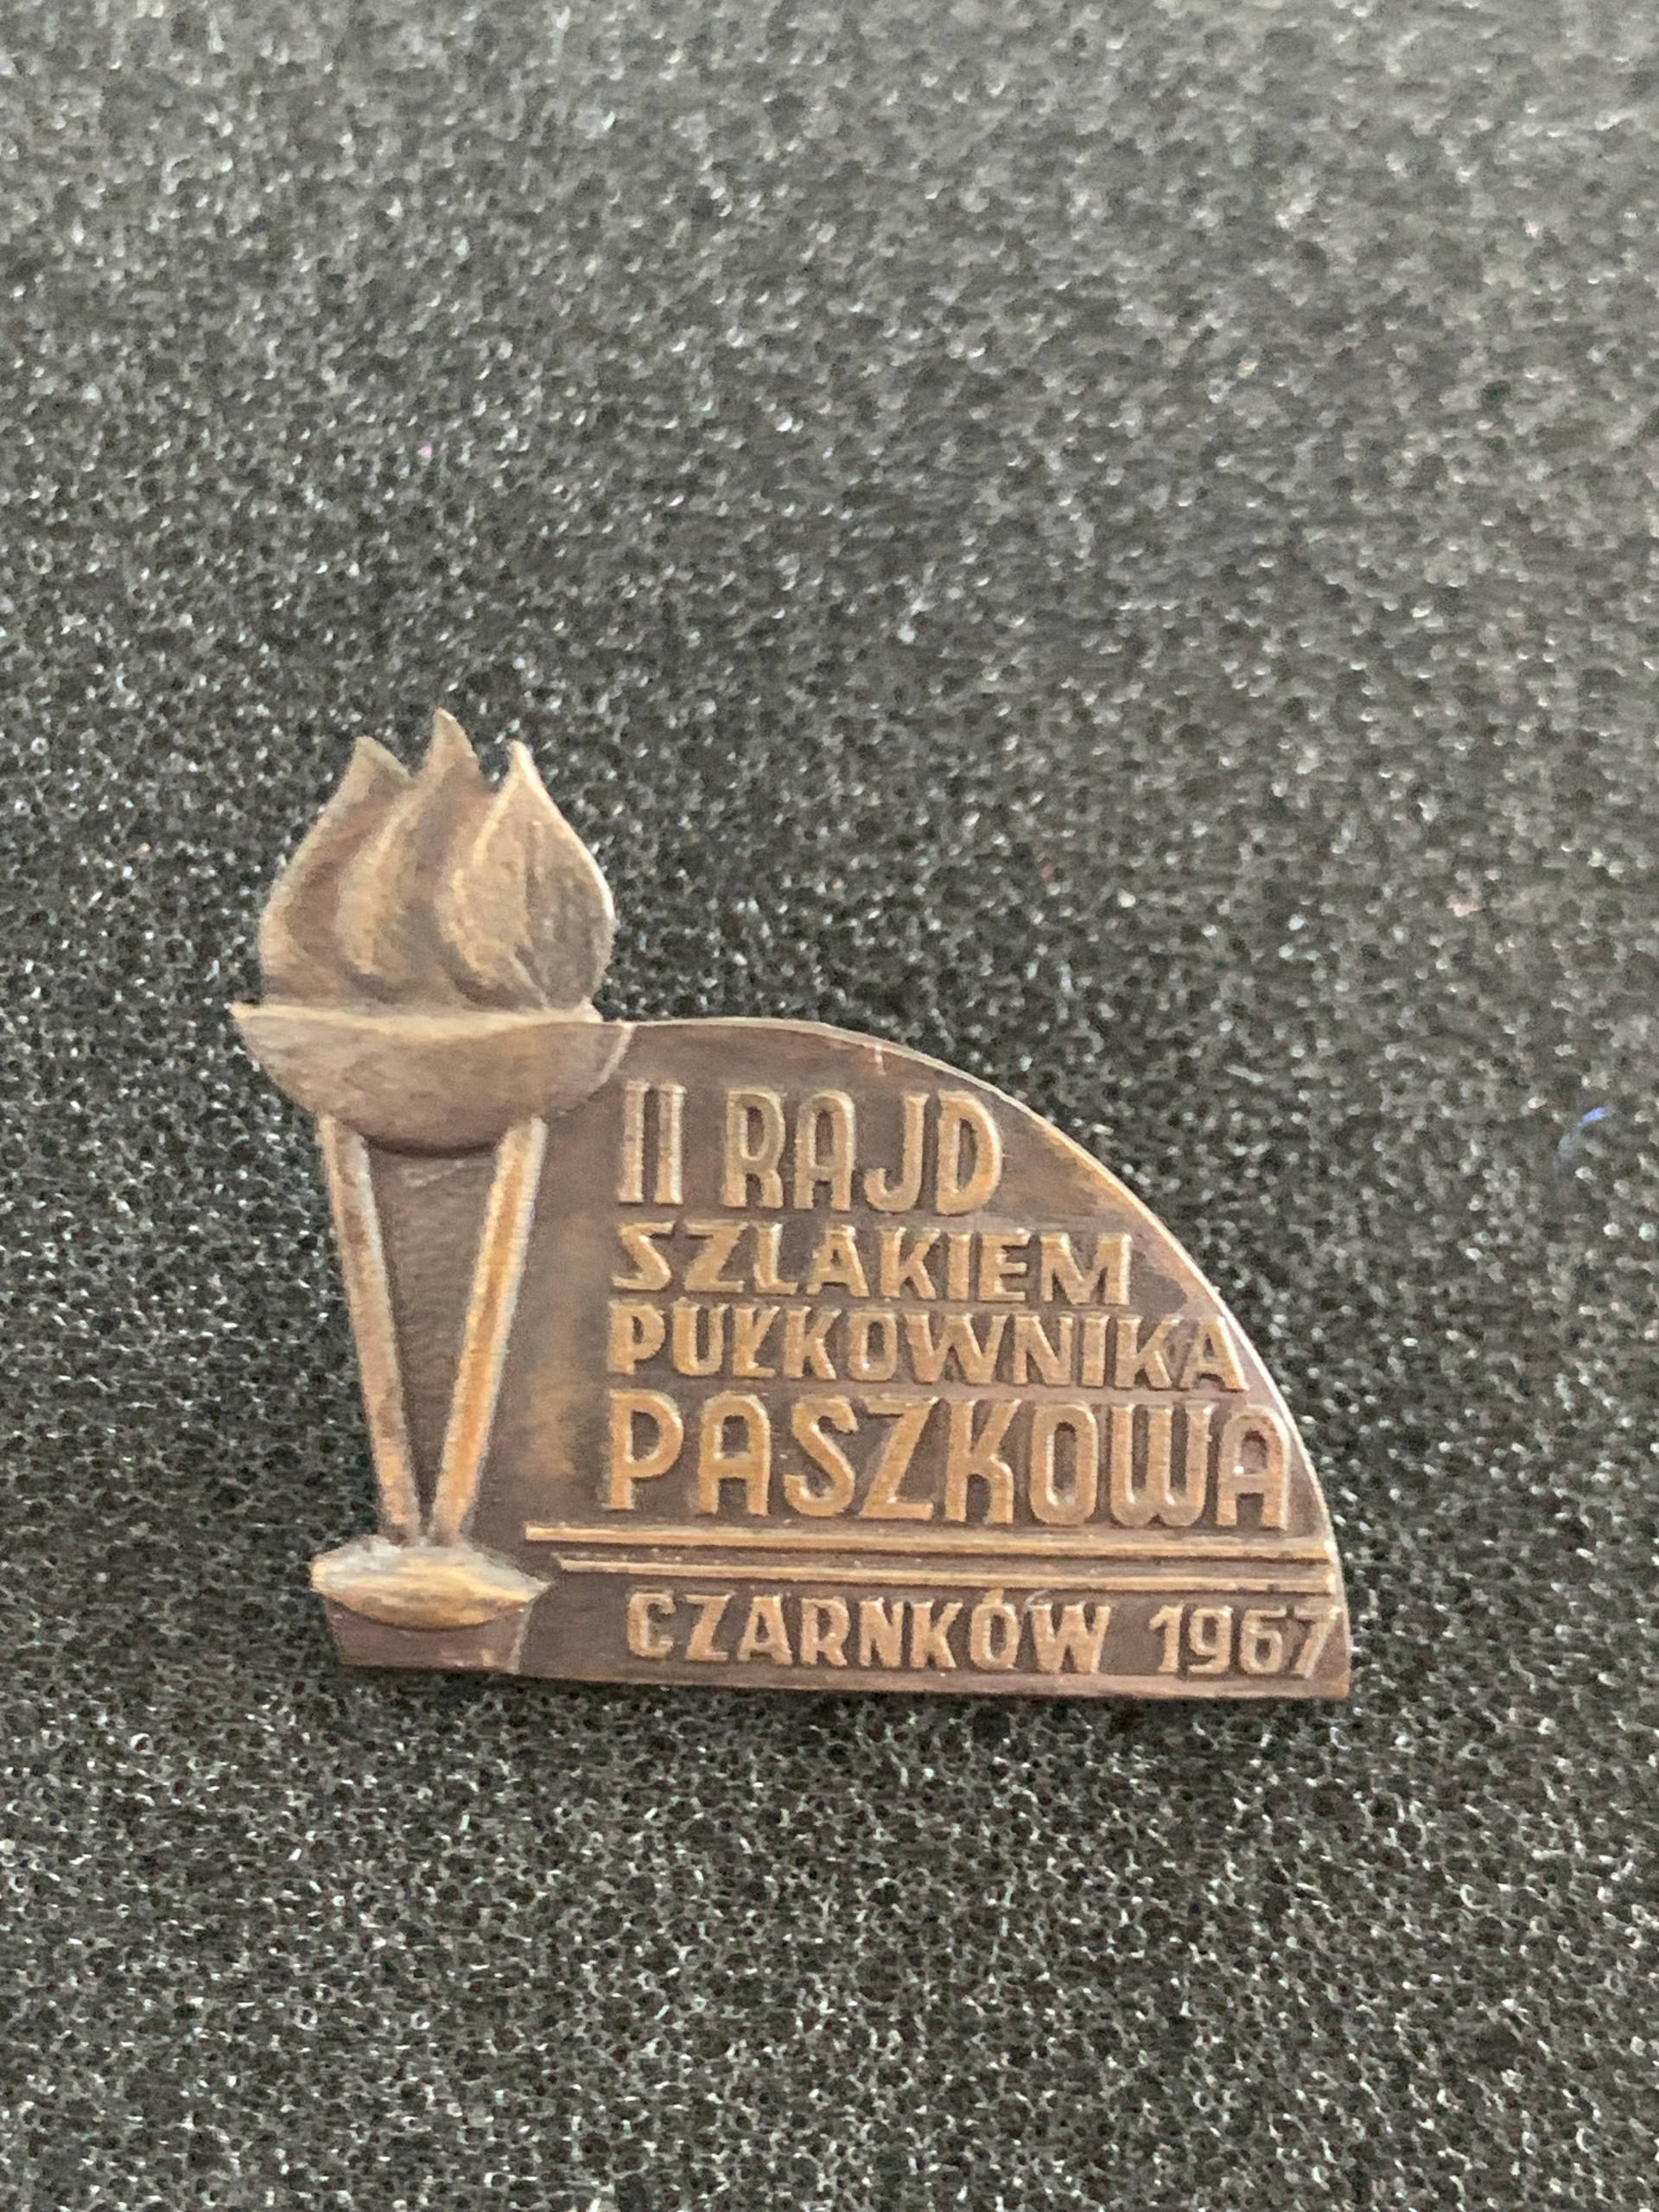 II RAJD
SZLAKIEM
PUŁKOWNIKA
PASZKOWA
CZARNKÓW 1967